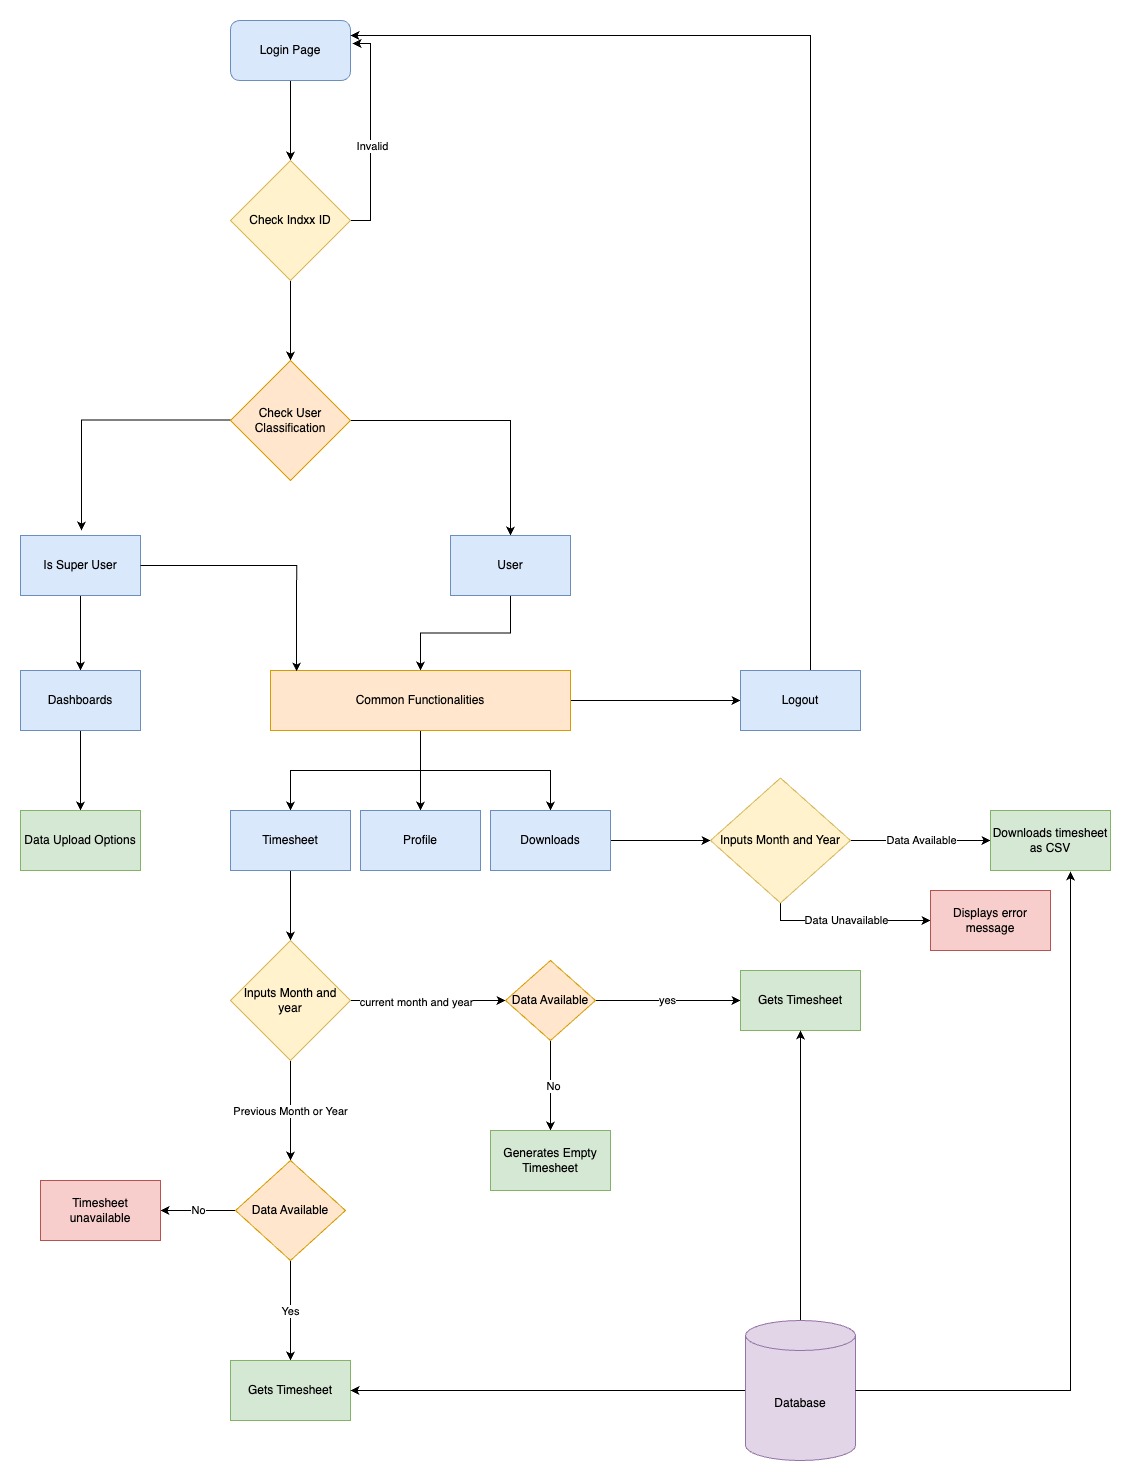 Login Page
Invalid
Check Indxx ID
Check User
Classification
Is Super User
User
Dashboards
Common Functionalities
Logout
Data Upload Options
Timesheet
Profile
Downloads
Inputs Month and Year
Data Available
Downloads timesheet
as CSV
Data Unavailable
Displays error
message
Inputs Month and
year
current month and year
Data Available
yes
Gets Timesheet
No
Previous Month or Year
Generates Empty
Timesheet
Timesheet
unavailable
No
Data Available
Yes
Gets Timesheet
Database